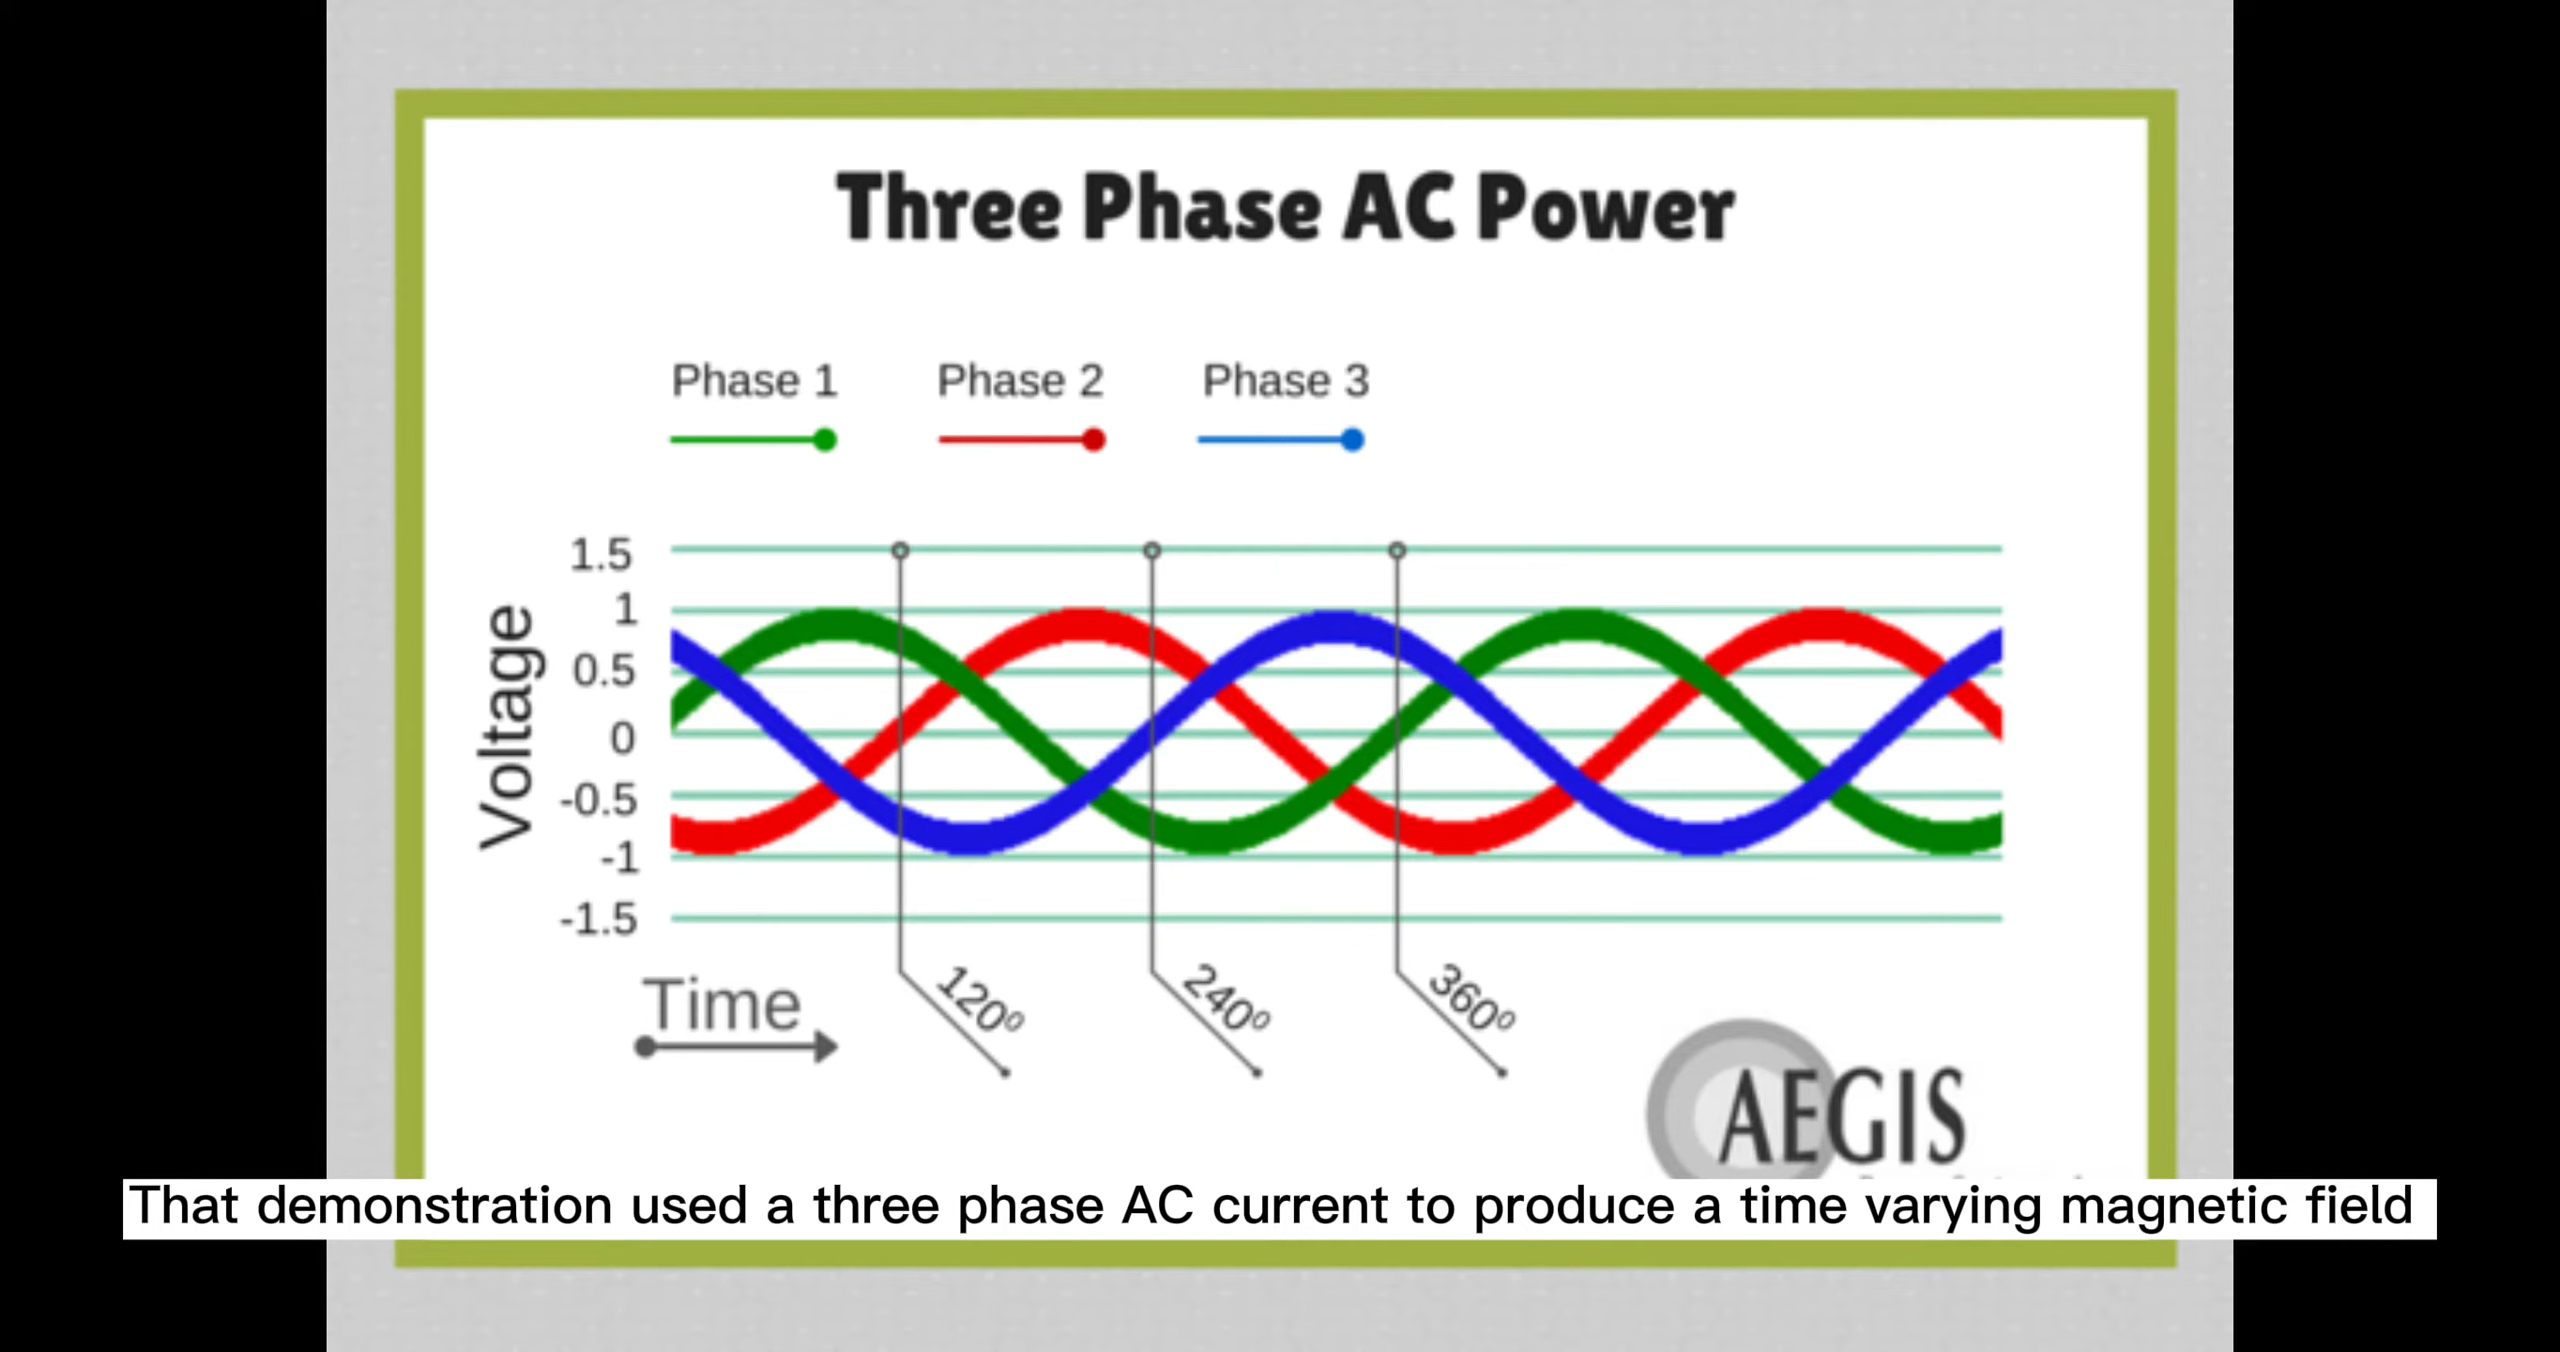 Three Phase AC Power
Phase 1 Phase 2 Phase 3
1.5
1
0.5
0
-0.5
-1
-1.5
Voltage
Time
120º 240º 360º
AEGIS
That demonstration used a three phase AC current to produce a time varying magnetic field